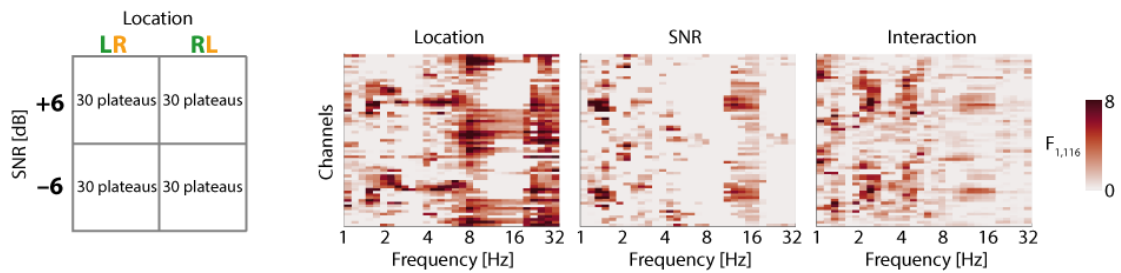 Location
LR RL
SNR [dB]
+6 30 plateaus 30 plateaus
−6 30 plateaus 30 plateaus
Location SNR Interaction
Channels
1 2 4 8 16 32 1 2 4 8 16 32 1 2 4 8 16 32
Frequency [Hz] Frequency [Hz] Frequency [Hz]
8
F1,116
0